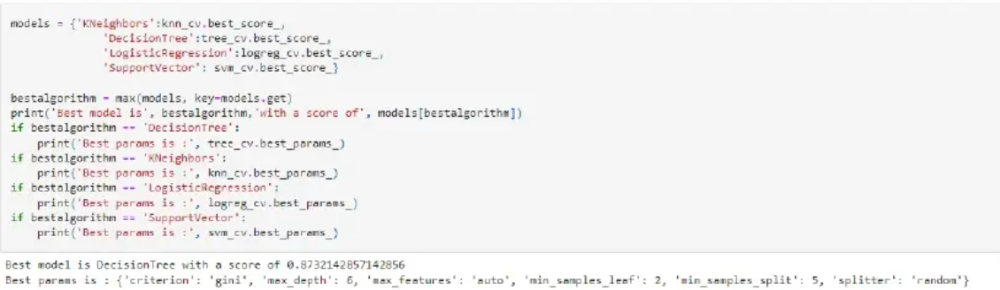 models = {'KNeighbors':knn_cv.best_score_,
'DecisionTree':tree_cv.best_score_,
'LogisticRegression':logreg_cv.best_score_,
'SupportVector': svm_cv.best_score_}
bestalgorithm = max(models, key=models.get)
print('Best model is', bestalgorithm,'with a score of', models[bestalgorithm])
if bestalgorithm == 'DecisionTree':
print('Best params is :', tree_cv.best_params_)
if bestalgorithm == 'KNeighbors':
print('Best params is :', knn_cv.best_params_)
if bestalgorithm == 'LogisticRegression':
print('Best params is :', logreg_cv.best_params_)
if bestalgorithm == 'SupportVector':
print('Best params is :', svm_cv.best_params_)
Best model is DecisionTree with a score of 0.8732142857142856
Best params is : {'criterion': 'gini', 'max_depth': 6, 'max_features': 'auto', 'min_samples_leaf': 2, 'min_samples_split': 5, 'splitter': 'random'}